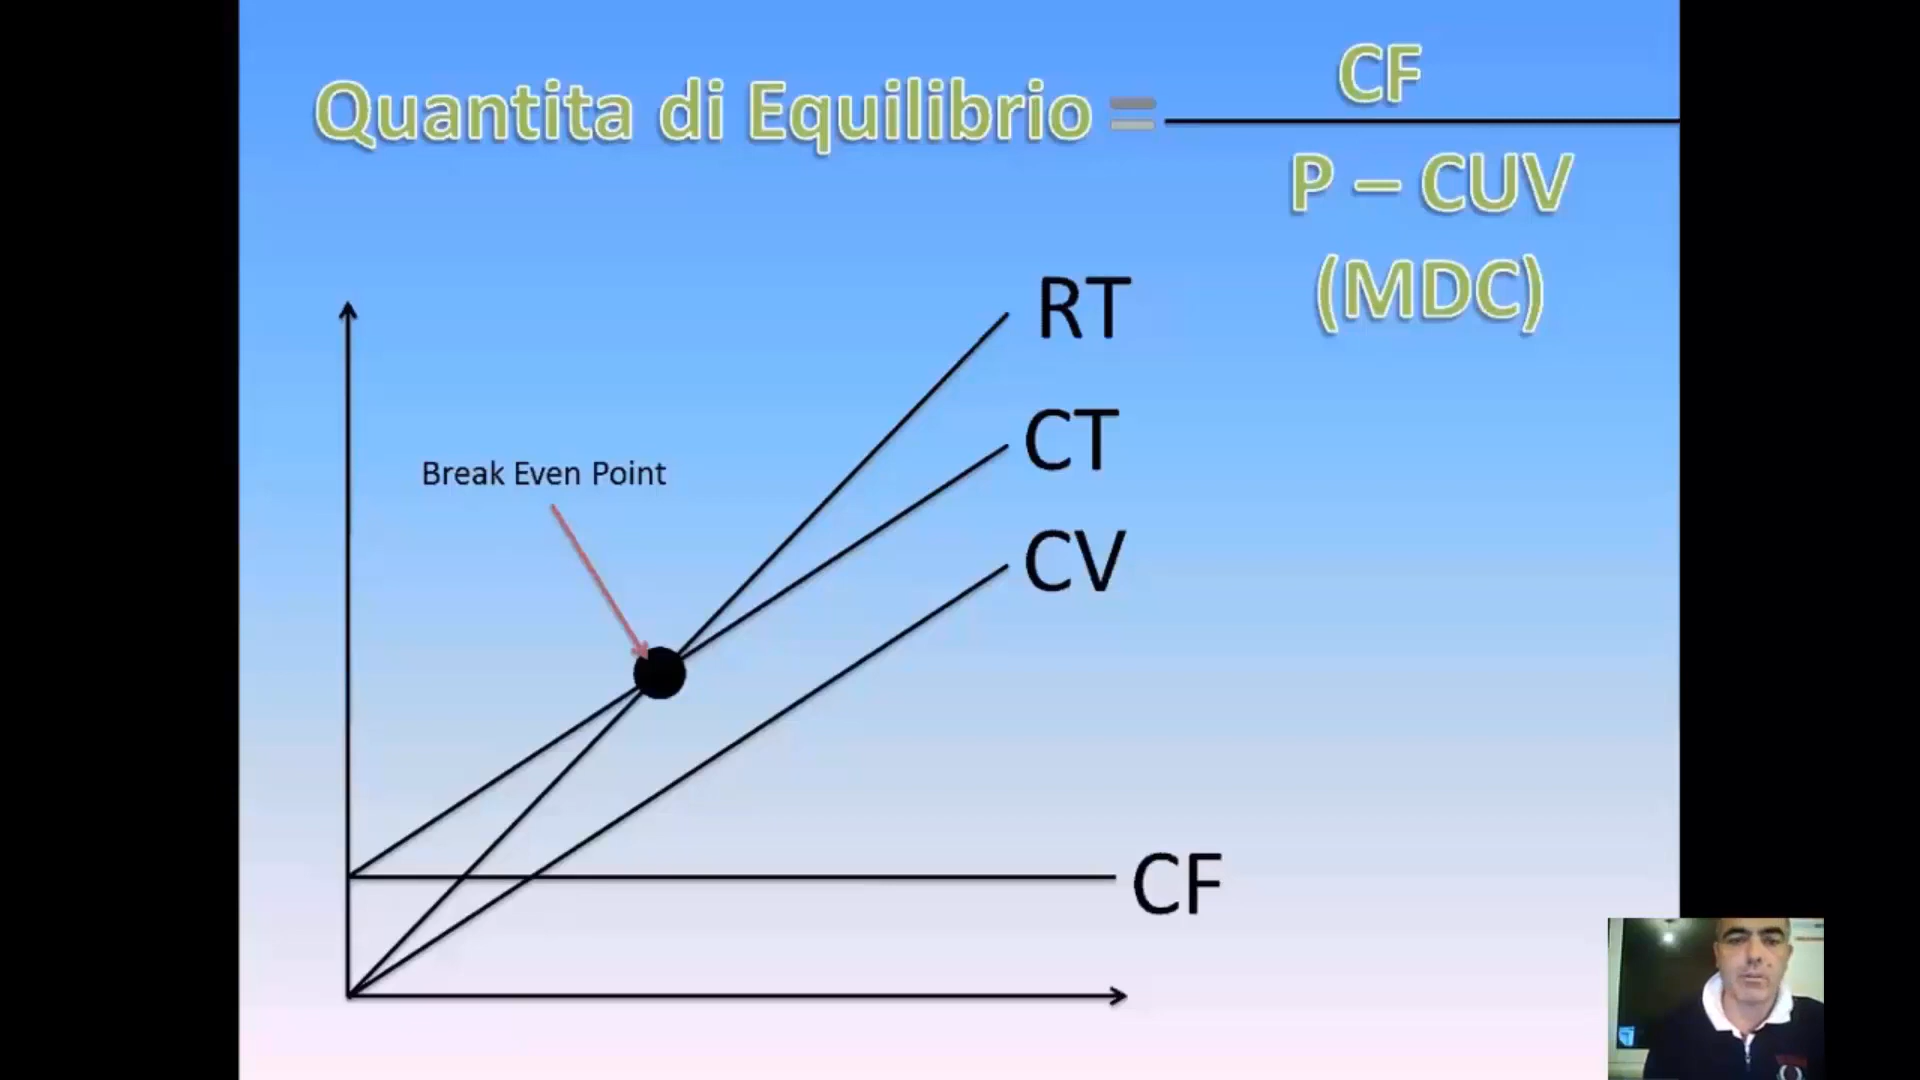 Quantita di Equilibrio =
CF
P – CUV
(MDC)
RT
CT
Break Even Point
CV
CF